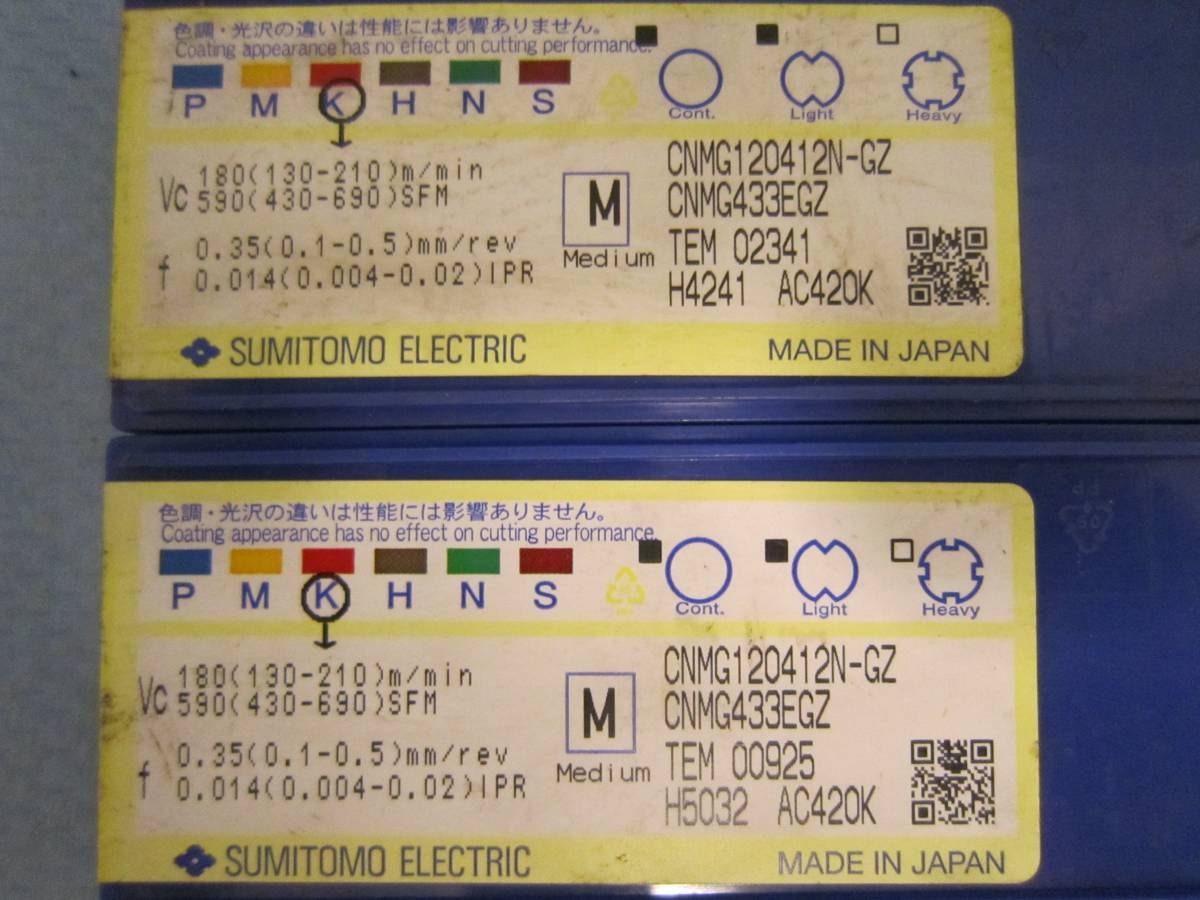 色調・光沢の違いは性能には影響ありません。
Coating appearance has no effect on cutting performance.
P M K H N S
Cont. Light Heavy
Vc 180(130-210)m/min
590(430-690)SFM
f 0.35(0.1-0.5)mm/rev
0.014(0.004-0.02)IPR
M
Medium
CNMG120412N-GZ
CNMG433EGZ
TEM 02341
H4241 AC420K
SUMITOMO ELECTRIC
MADE IN JAPAN
色調・光沢の違いは性能には影響ありません。
Coating appearance has no effect on cutting performance.
P M K H N S
Cont. Light Heavy
Vc 180(130-210)m/min
590(430-690)SFM
f 0.35(0.1-0.5)mm/rev
0.014(0.004-0.02)IPR
M
Medium
CNMG120412N-GZ
CNMG433EGZ
TEM 00925
H5032 AC420K
SUMITOMO ELECTRIC
MADE IN JAPAN